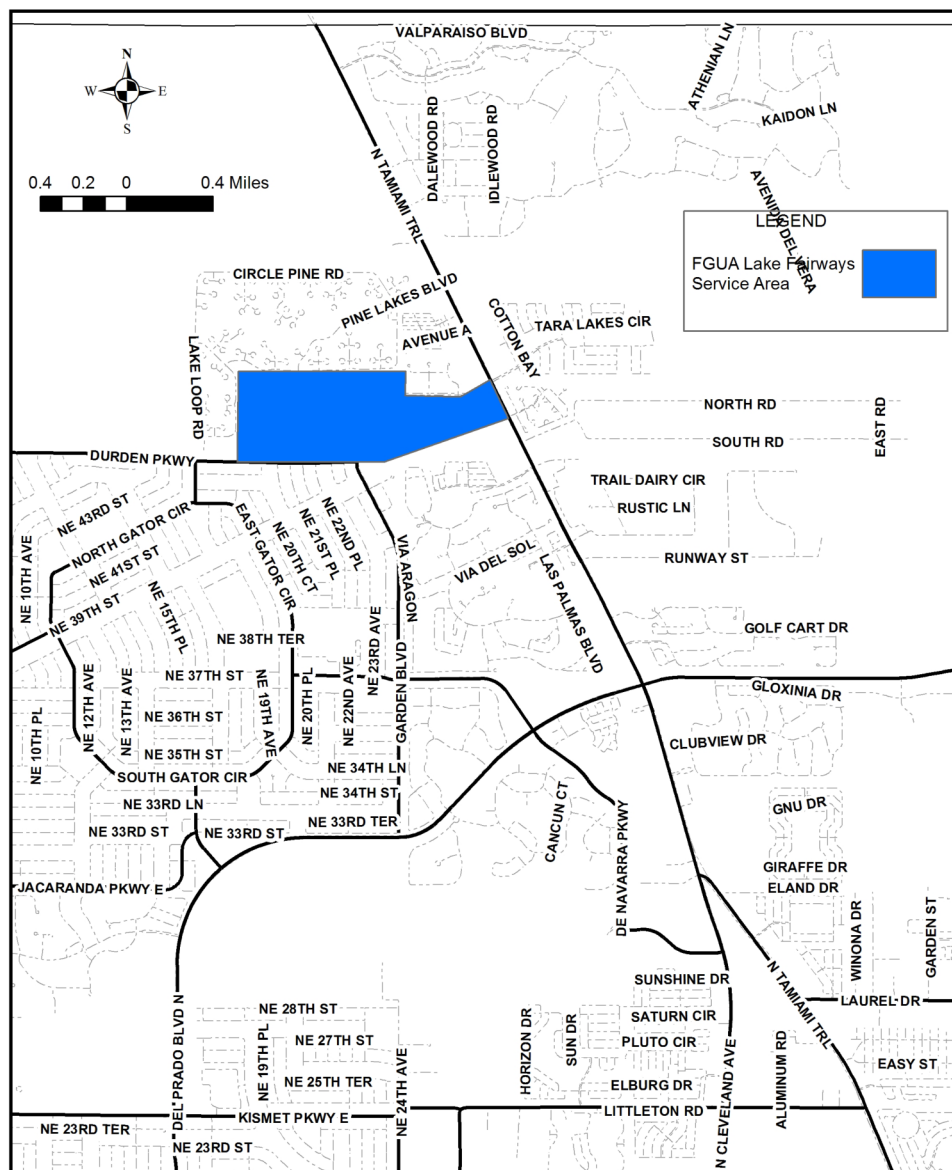 VALPARAISO BLVD
ATHENIAN LN
N
W
E
S
KAIDON LN
DALEWOOD RD
IDLEWOOD RD
N TAMIAMI TRL
0.4 0.2 0 0.4 Miles
AVENIDA DEL VERA
LEGEND
FGUA Lake Fairways
Service Area
CIRCLE PINE RD
PINE LAKES BLVD
COTTON BAY
TARA LAKES CIR
AVENUE A
LAKE LOOP RD
NORTH RD
EAST RD
SOUTH RD
DURDEN PKWY
TRAIL DAIRY CIR
NE 43RD ST
NE 22ND PL
RUSTIC LN
NORTH GATOR CIR
EAST GATOR CIR
NE 21ST PL
NE 20TH CT
VIA DEL SOL
LAS PALMAS BLVD
RUNWAY ST
NE 10TH AVE
NE 41ST ST
VIA ARAGON
NE 39TH ST
NE 15TH PL
NE 38TH TER
NE 23RD AVE
GOLF CART DR
NE 37TH ST
NE 19TH AVE
NE 20TH PL
NE 22ND AVE
GARDEN BLVD
GLOXINIA DR
NE 12TH AVE
NE 13TH AVE
NE 36TH ST
NE 10TH PL
NE 35TH ST
CLUBVIEW DR
SOUTH GATOR CIR
NE 34TH LN
NE 34TH ST
NE 33RD LN
NE 33RD TER
CANCUN CT
GNU DR
NE 33RD ST
NE 33RD ST
DE NAVARRA PKWY
GIRAFFE DR
JACARANDA PKWY E
ELAND DR
WINONA DR
GARDEN ST
SUNSHINE DR
N TAMIAMI TRL
LAUREL DR
NE 28TH ST
HORIZON DR
SUN DR
SATURN CIR
DEL PRADO BLVD N
NE 19TH PL
NE 27TH ST
PLUTO CIR
ALUMINUM RD
EASY ST
NE 25TH TER
NE 24TH AVE
ELBURG DR
N CLEVELAND AVE
KISMET PKWY E
LITTLETON RD
NE 23RD TER
NE 23RD ST